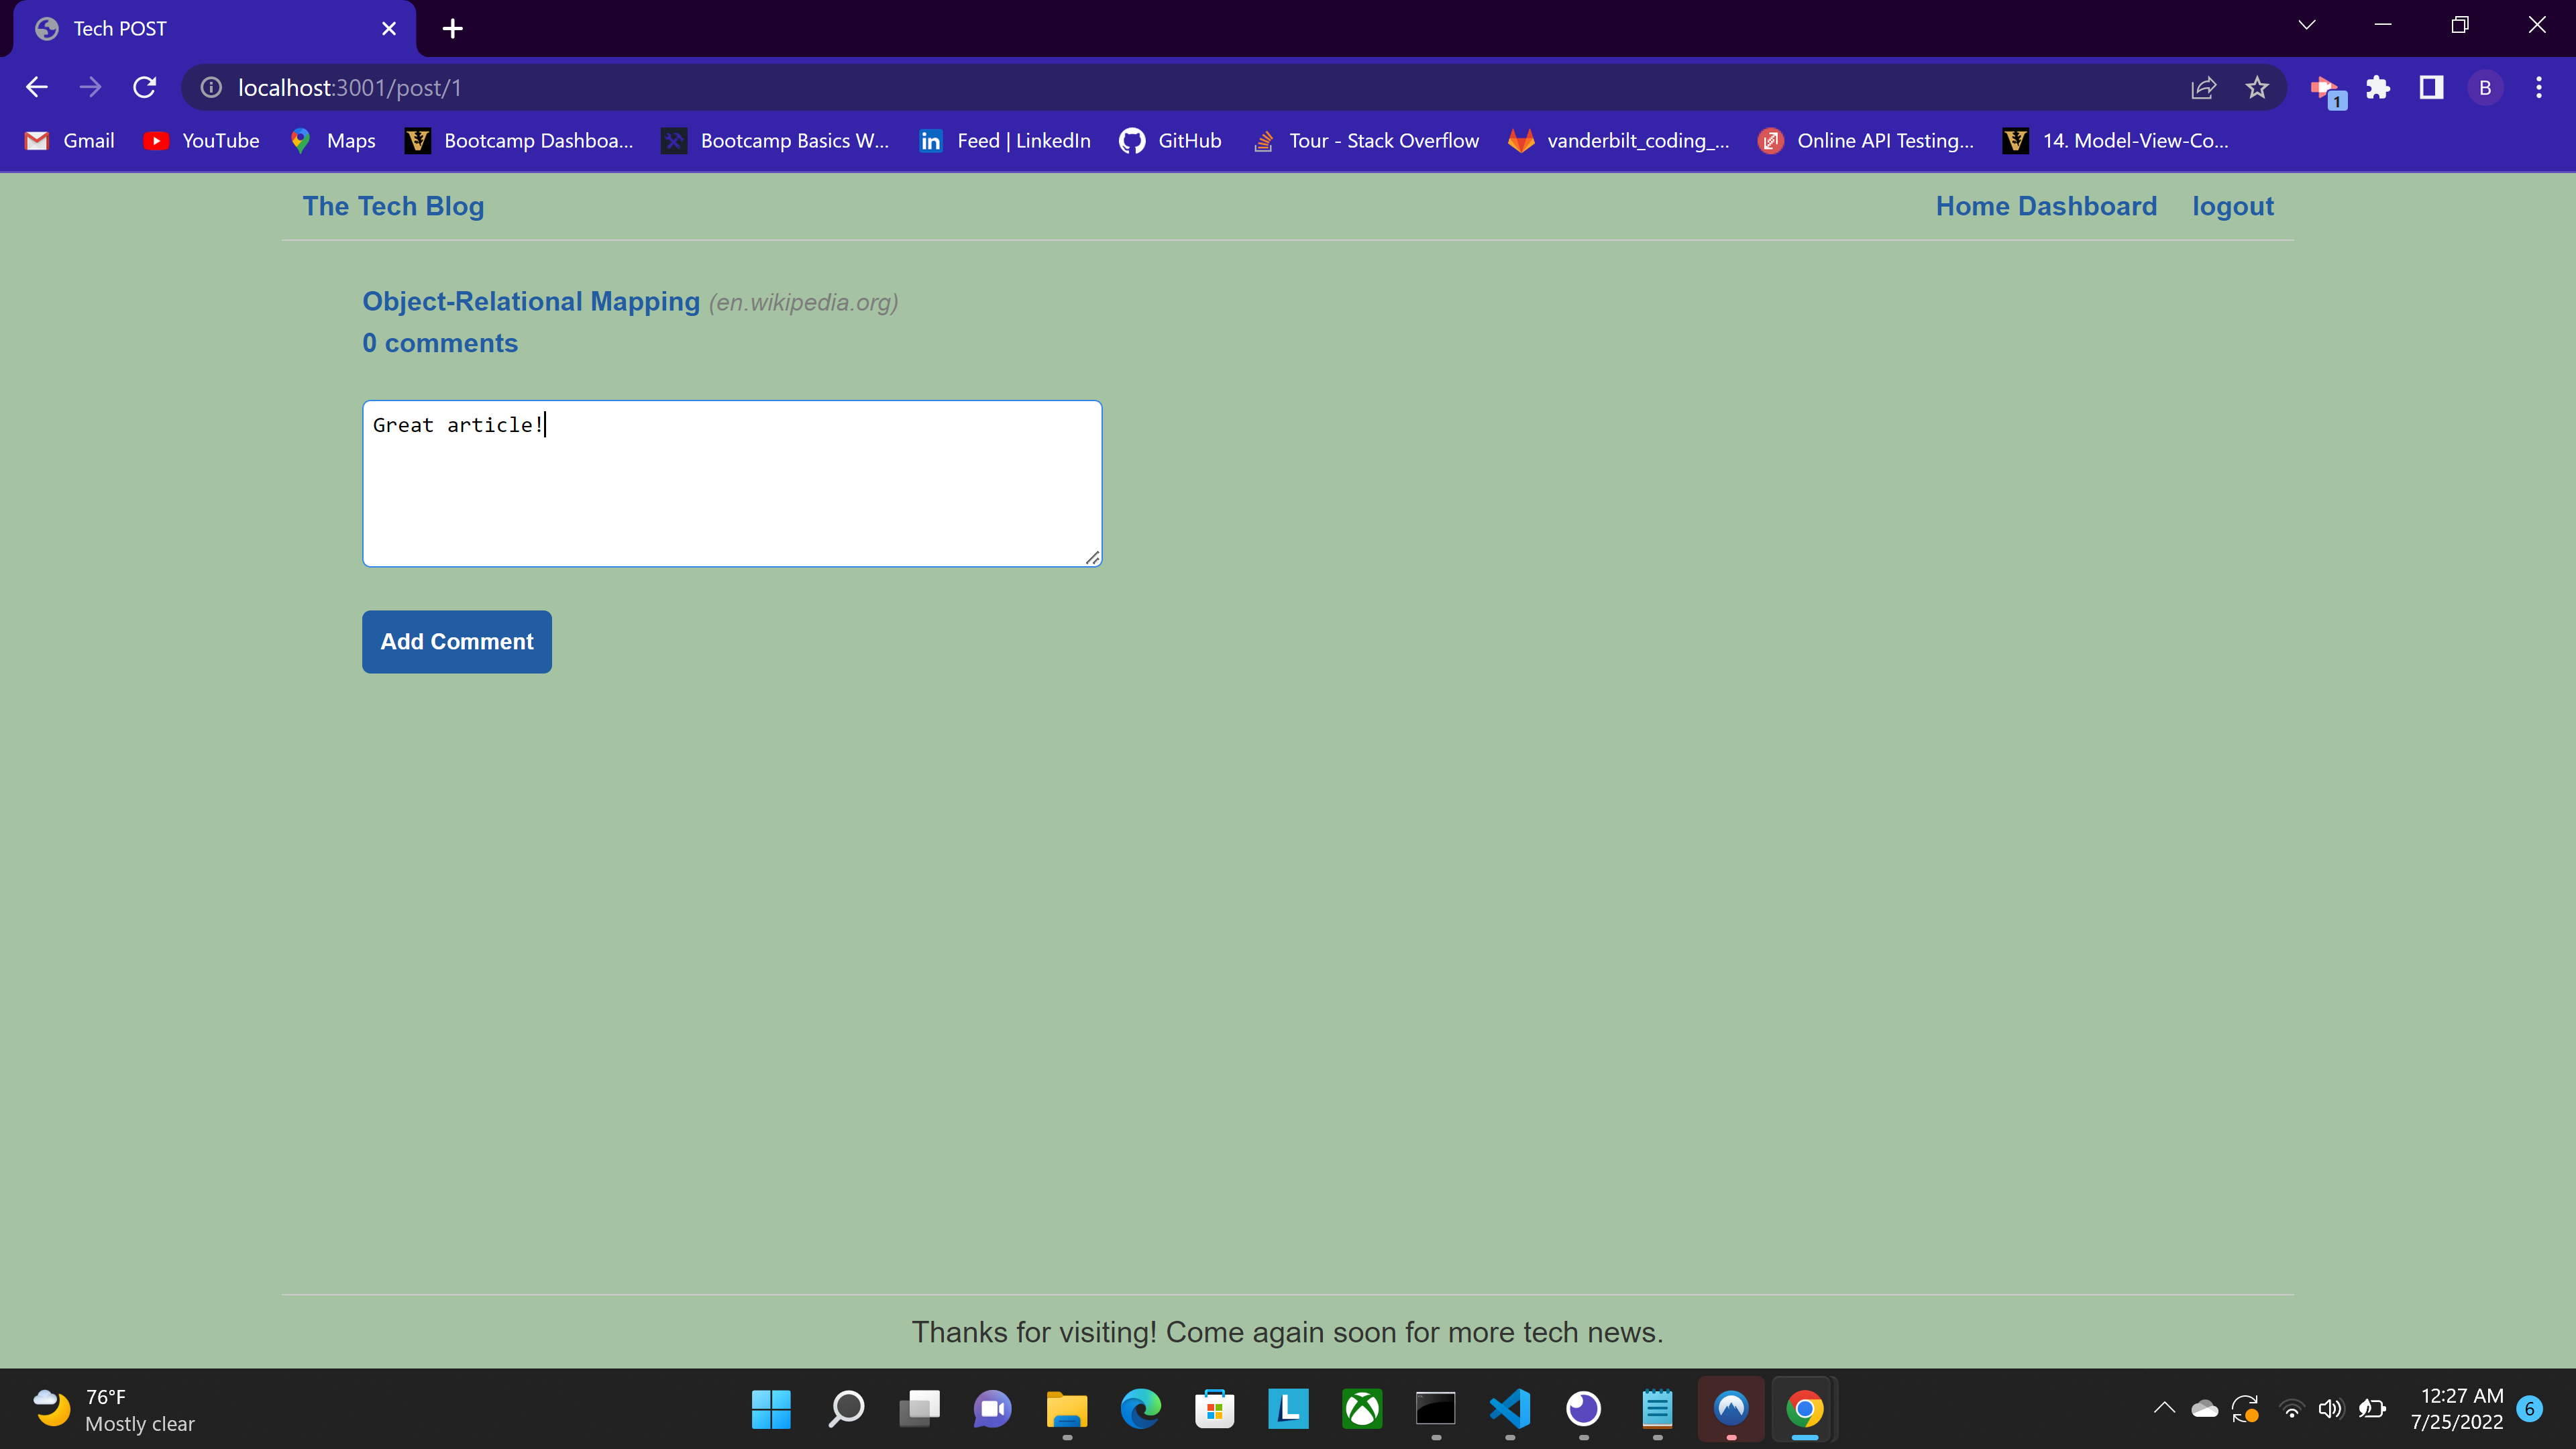 Tech POST
localhost:3001/post/1
1
B
Gmail YouTube Maps Bootcamp Dashboa... Bootcamp Basics W... in Feed | LinkedIn GitHub Tour - Stack Overflow vanderbilt_coding_... Online API Testing... V 14. Model-View-Co...
The Tech Blog Home Dashboard logout
Object-Relational Mapping (en.wikipedia.org)
0 comments
Great article!
Add Comment
Thanks for visiting! Come again soon for more tech news.
76°F
Mostly clear
L
12:27 AM
7/25/2022
6